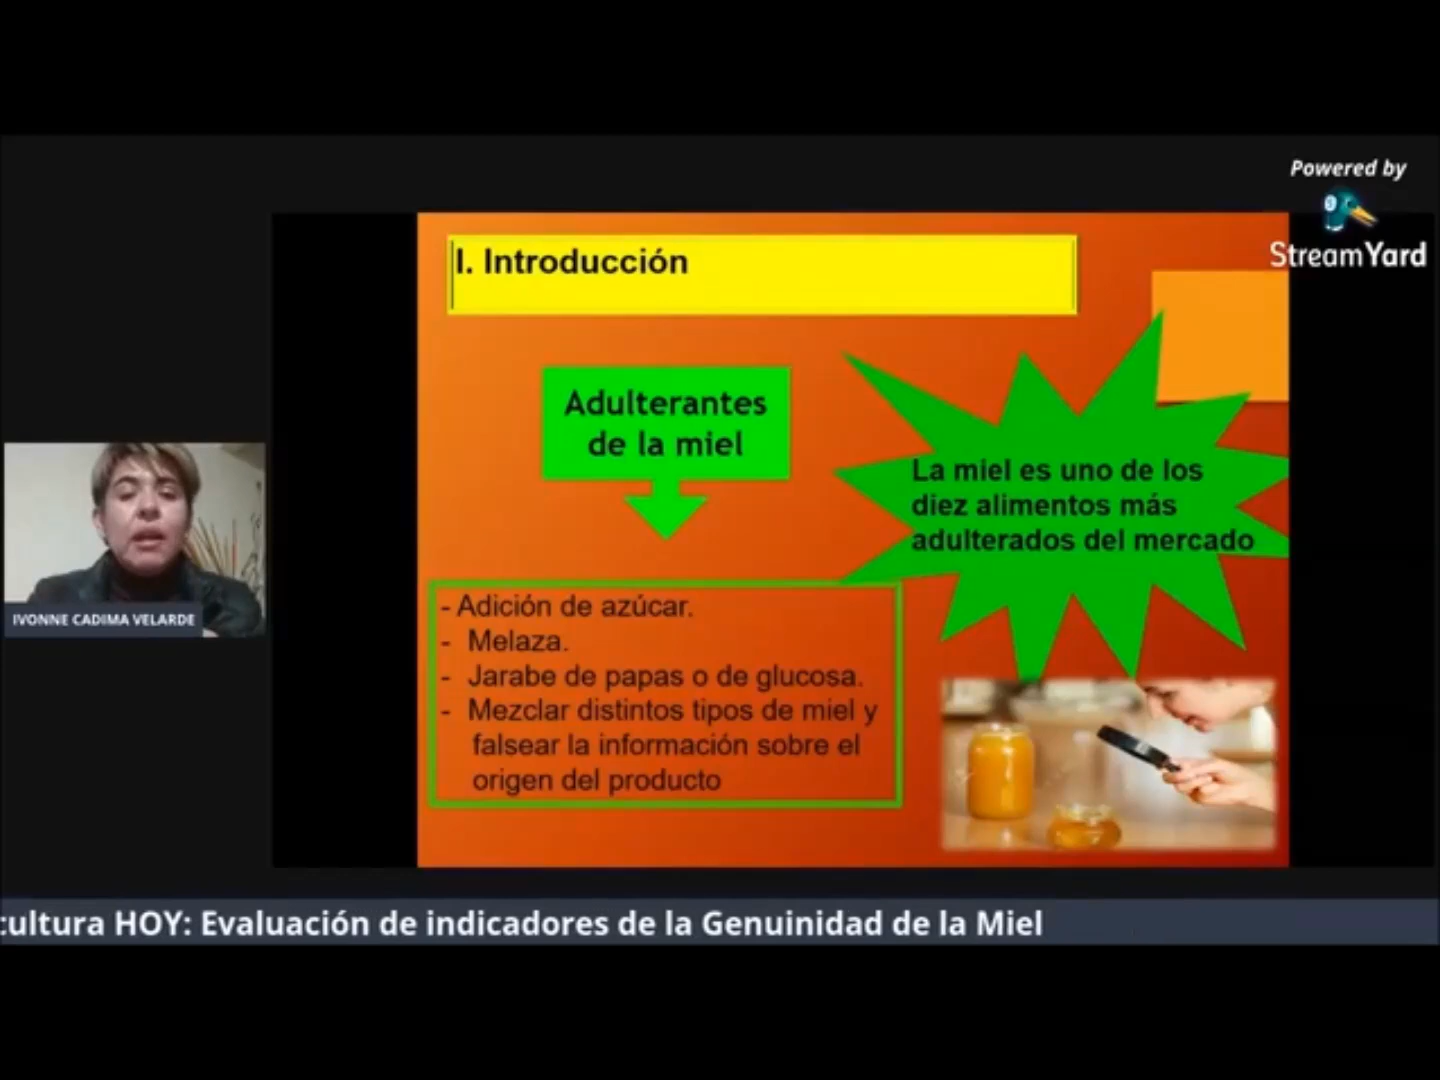 Powered by
StreamYard
I. Introducción
Adulterantes
de la miel
La miel es uno de los
diez alimentos más
adulterados del mercado
- Adición de azúcar.
- Melaza.
- Jarabe de papas o de glucosa.
- Mezclar distintos tipos de miel y
falsear la información sobre el
origen del producto
IVONNE CADIMA VELARDE
cultura HOY: Evaluación de indicadores de la Genuinidad de la Miel